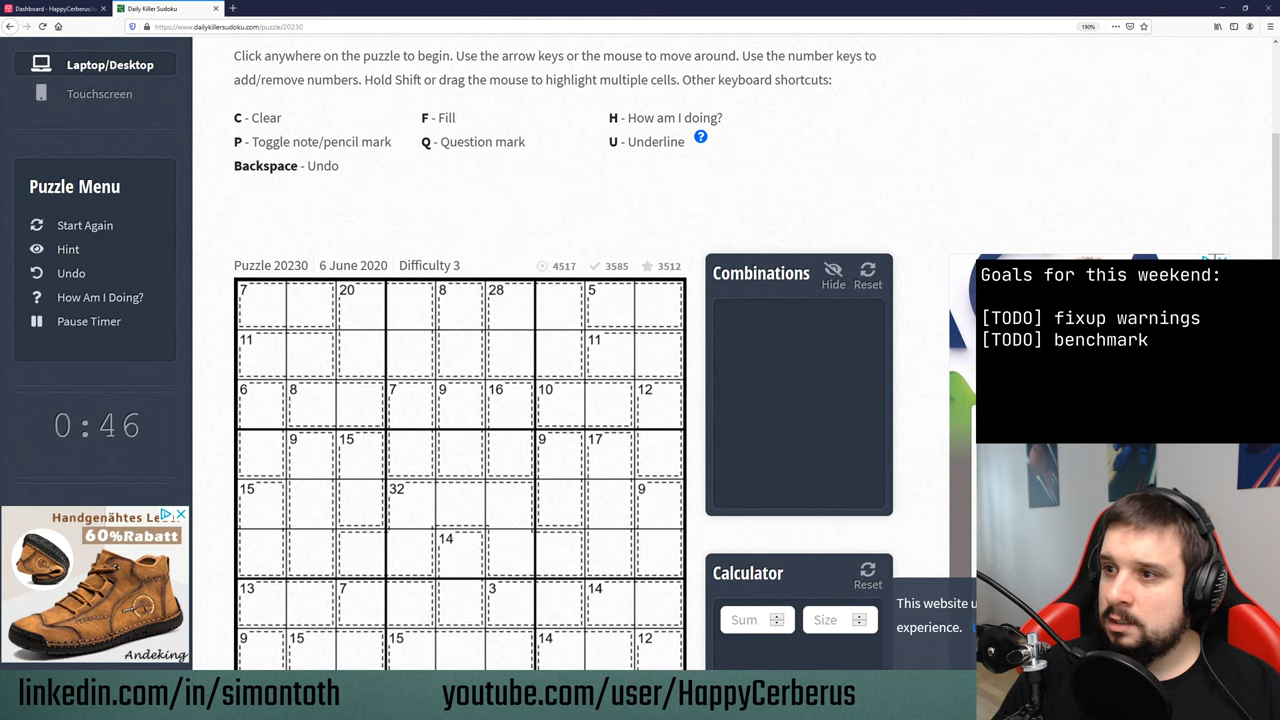 Dashboard - HappyCerberus/
Daily Killer Sudoku
https://www.dailykillersudoku.com/puzzle/20230
190%
Laptop/Desktop
Touchscreen
Click anywhere on the puzzle to begin. Use the arrow keys or the mouse to move around. Use the number keys to
add/remove numbers. Hold Shift or drag the mouse to highlight multiple cells. Other keyboard shortcuts:
C - Clear
F - Fill
H - How am I doing?
P - Toggle note/pencil mark
Q - Question mark
U - Underline
Backspace - Undo
Puzzle Menu
Start Again
Hint
Undo
How Am I Doing?
Pause Timer
0:46
Puzzle 20230
6 June 2020
Difficulty 3
4517
3585
3512
7 20 8 28 5
11 11
6 8 7 9 16 10 12
9 15 9 17
15 32 9
14
13 7 3 14
9 15 15 14 12
Combinations
Hide
Reset
Calculator
Reset
Sum
Size
This website u
experience.
Goals for this weekend:
[TODO] fixup warnings
[TODO] benchmark
60%Rabatt
Andeking
linkedin.com/in/simontoth
youtube.com/user/HappyCerberus